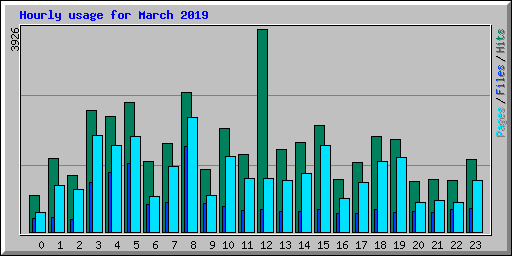 Hourly usage for March 2019
3926
Pages / Files / Hits
0 1 2 3 4 5 6 7 8 9 10 11 12 13 14 15 16 17 18 19 20 21 22 23